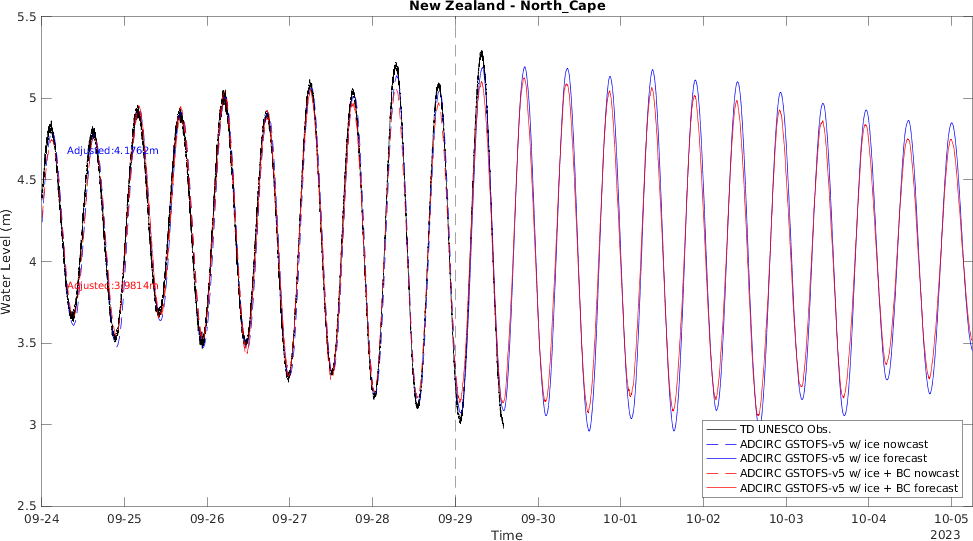 New Zealand - North_Cape
5.5
5
4.5
4
3.5
3
2.5
Water Level (m)
Adjusted:4.1762m
Adjusted:3.9814m
TD UNESCO Obs.
ADCIRC GSTOFS-v5 w/ ice nowcast
ADCIRC GSTOFS-v5 w/ ice forecast
ADCIRC GSTOFS-v5 w/ ice + BC nowcast
ADCIRC GSTOFS-v5 w/ ice + BC forecast
09-24 09-25 09-26 09-27 09-28 09-29 09-30 10-01 10-02 10-03 10-04 10-05
Time
2023